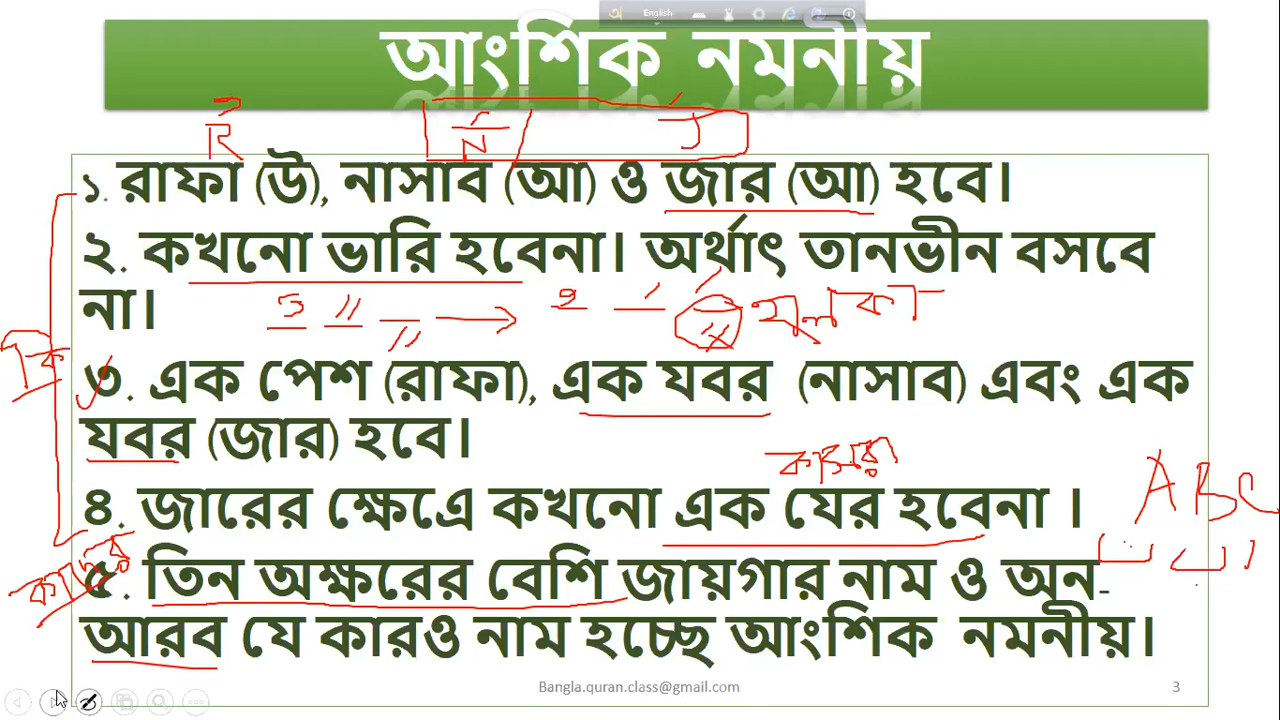 English
আংশিক নমনীয়
R N J
১. রাফা (উ), নাসাব (আ) ও জার (আ) হবে।
২. কখনো ভারি হবেনা। অর্থাৎ তানভীন বসবে
না।
৩. এক পেশ (রাফা), এক যবর (নাসাব) এবং এক
যবর (জার) হবে।
৪. জারের ক্ষেত্রে কখনো এক যের হবেনা ।
ABC
৫. তিন অক্ষরের বেশি জায়গার নাম ও অন-
আরব যে কারও নাম হচ্ছে আংশিক নমনীয়।
Bangla.quran.class@gmail.com 3